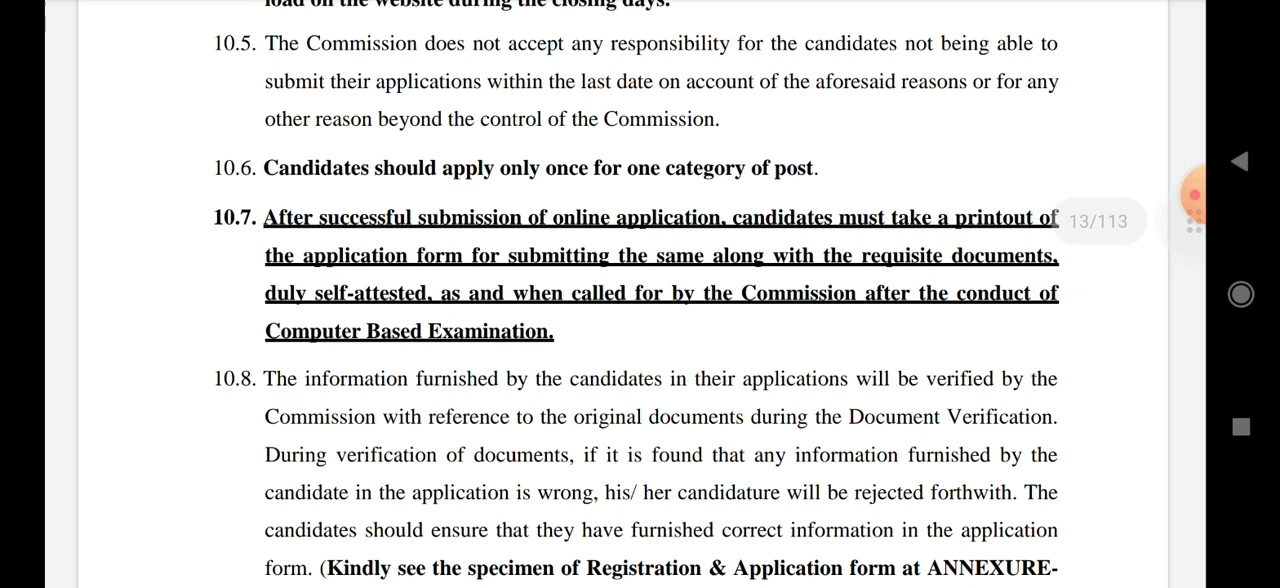 load on the website during the closing days.
10.5. The Commission does not accept any responsibility for the candidates not being able to
submit their applications within the last date on account of the aforesaid reasons or for any
other reason beyond the control of the Commission.
10.6. Candidates should apply only once for one category of post.
10.7. After successful submission of online application, candidates must take a printout of
13/113
the application form for submitting the same along with the requisite documents,
duly self-attested, as and when called for by the Commission after the conduct of
Computer Based Examination.
10.8. The information furnished by the candidates in their applications will be verified by the
Commission with reference to the original documents during the Document Verification.
During verification of documents, if it is found that any information furnished by the
candidate in the application is wrong, his/ her candidature will be rejected forthwith. The
candidates should ensure that they have furnished correct information in the application
form. (Kindly see the specimen of Registration & Application form at ANNEXURE-